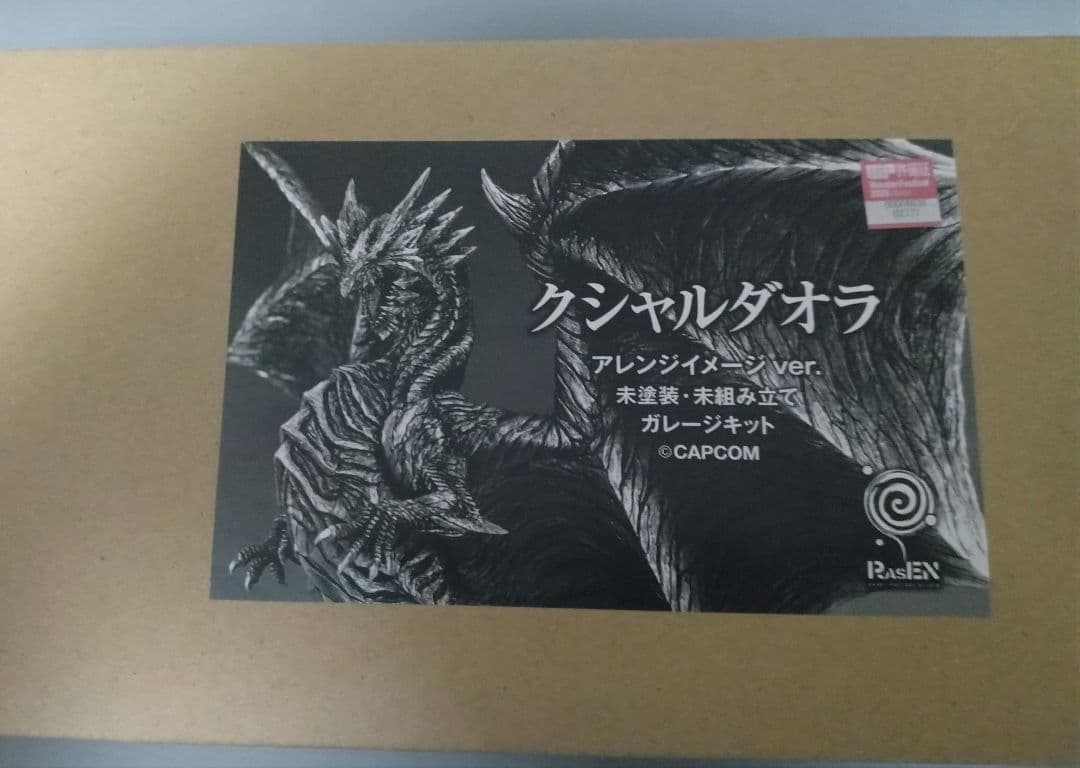 クシャルダオラ
アレンジイメージ ver.
未塗装・未組み立て
ガレージキット
©CAPCOM
RASEN